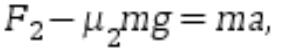 F₂ − μ₂mg = ma,